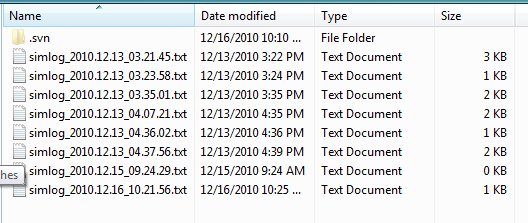 Name Date modified Type Size
.svn 12/16/2010 10:10 ... File Folder
simlog_2010.12.13_03.21.45.txt 12/13/2010 3:22 PM Text Document 3 KB
simlog_2010.12.13_03.23.58.txt 12/13/2010 3:24 PM Text Document 1 KB
simlog_2010.12.13_03.35.01.txt 12/13/2010 3:35 PM Text Document 2 KB
simlog_2010.12.13_04.07.21.txt 12/13/2010 4:35 PM Text Document 2 KB
simlog_2010.12.13_04.36.02.txt 12/13/2010 4:36 PM Text Document 1 KB
simlog_2010.12.13_04.37.56.txt 12/13/2010 4:39 PM Text Document 2 KB
simlog_2010.12.15_09.24.29.txt 12/15/2010 9:24 AM Text Document 0 KB
hes
simlog_2010.12.16_10.21.56.txt 12/16/2010 10:25 ... Text Document 1 KB